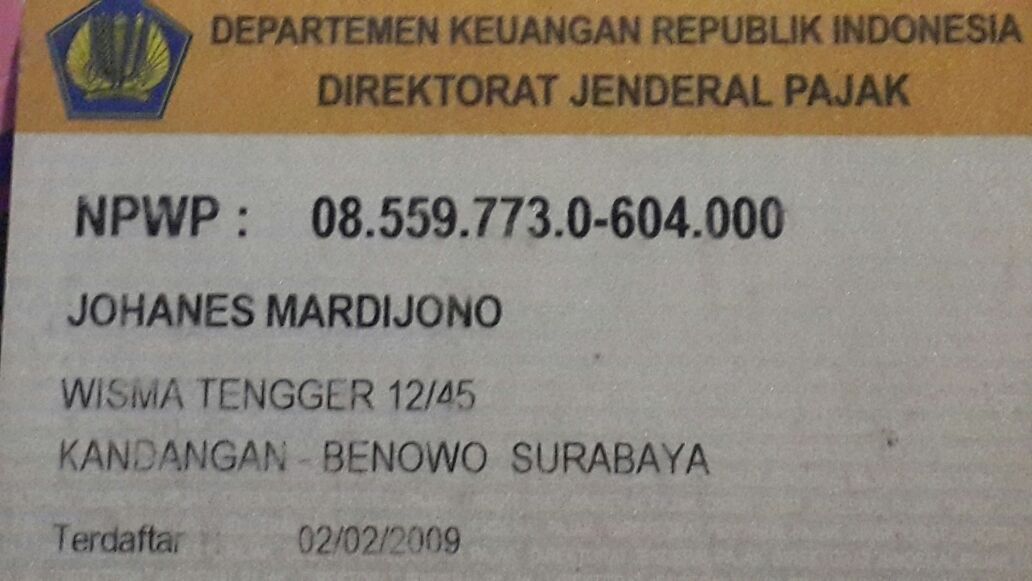 DEPARTEMEN KEUANGAN REPUBLIK INDONESIA
DIREKTORAT JENDERAL PAJAK
NPWP : 08.559.773.0-604.000
JOHANES MARDIJONO
WISMA TENGGER 12/45
KANDANGAN - BENOWO SURABAYA
Terdaftar : 02/02/2009